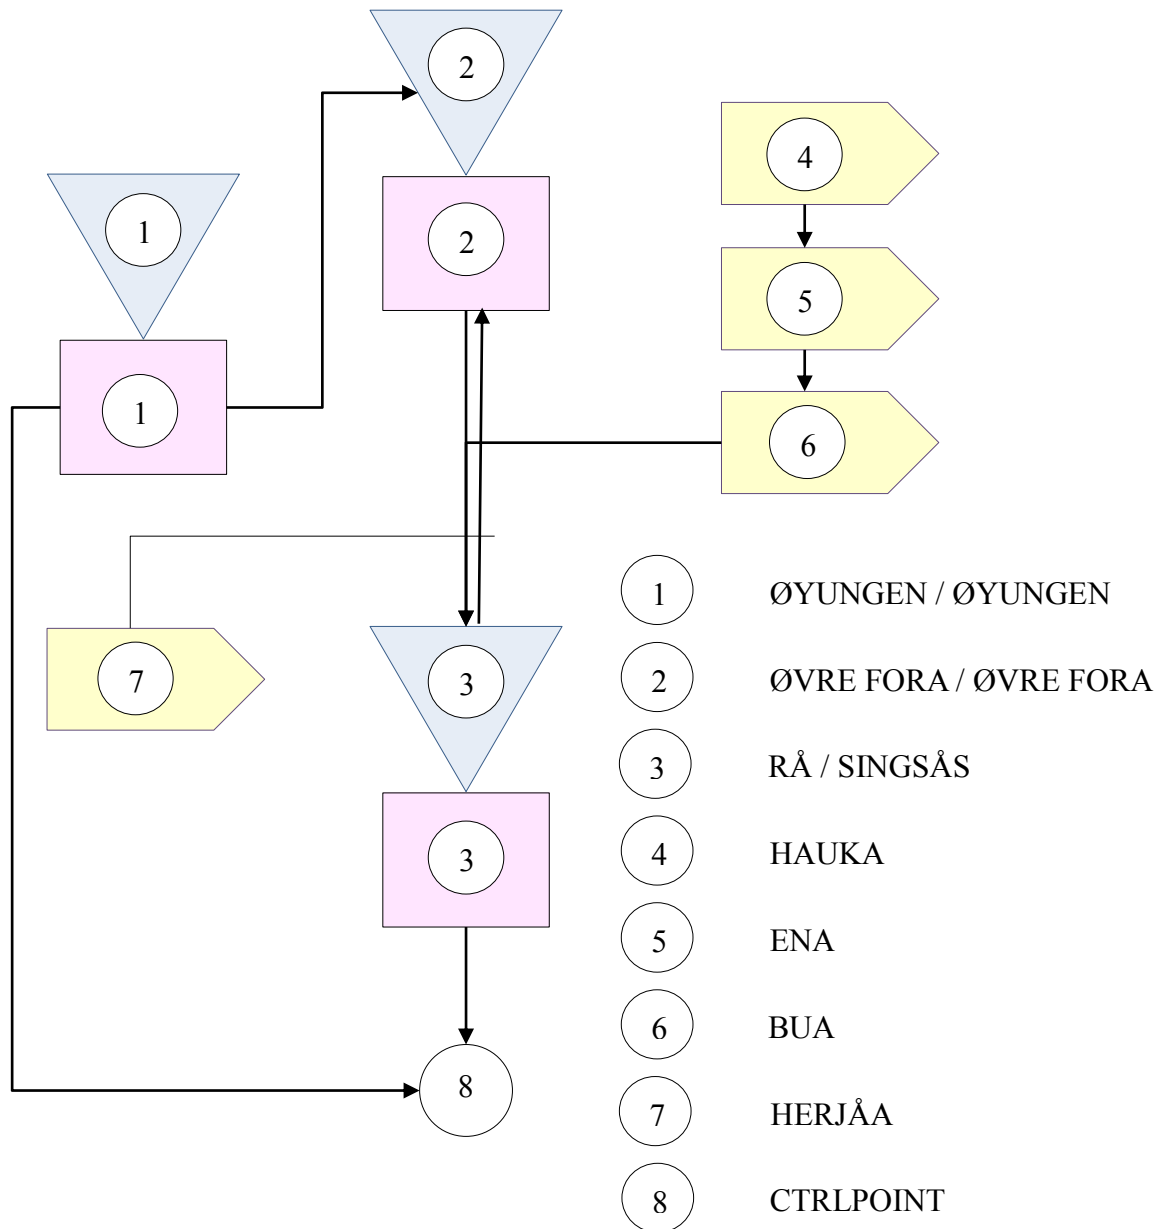 2
4
1
2
5
1
6
1 ØYUNGEN / ØYUNGEN
7
3
2 ØVRE FORA / ØVRE FORA
3 RÅ / SINGSÅS
3
4 HAUKA
5 ENA
6 BUA
8
7 HERJÅA
8 CTRLPOINT